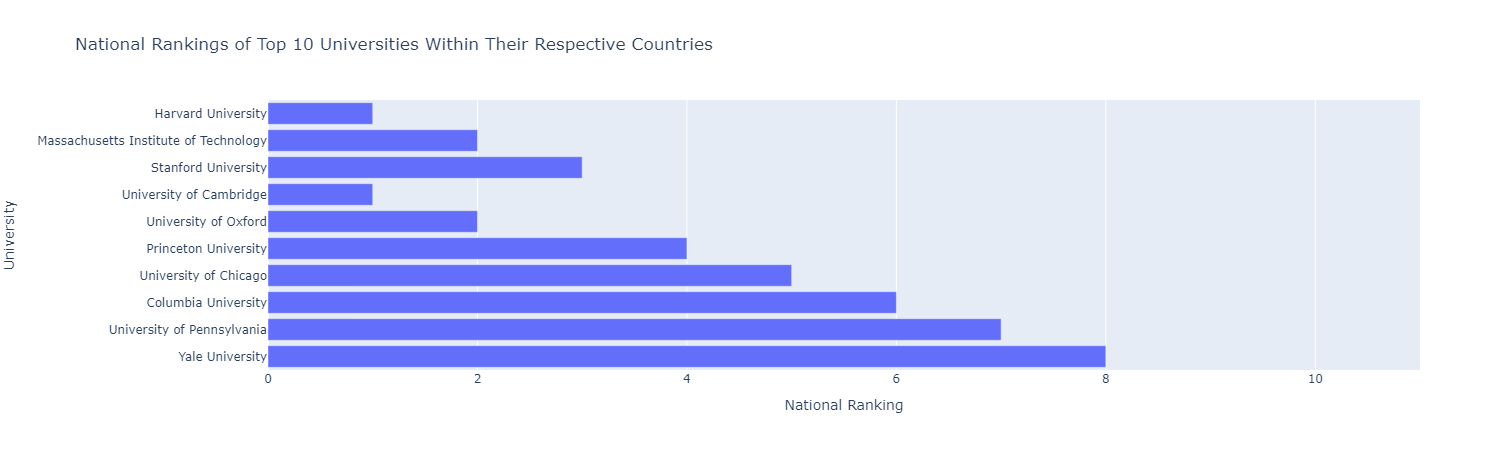 National Rankings of Top 10 Universities Within Their Respective Countries
University
Harvard University
Massachusetts Institute of Technology
Stanford University
University of Cambridge
University of Oxford
Princeton University
University of Chicago
Columbia University
University of Pennsylvania
Yale University
0 2 4 6 8 10
National Ranking